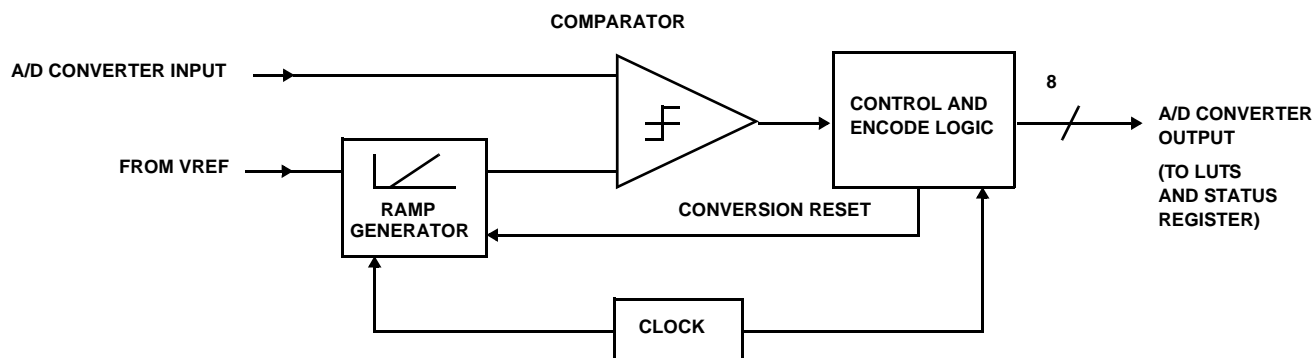 COMPARATOR
A/D CONVERTER INPUT
8
CONTROL AND
ENCODE LOGIC
A/D CONVERTER
OUTPUT
(TO LUTS
AND STATUS
REGISTER)
FROM VREF
RAMP
GENERATOR
CONVERSION RESET
CLOCK